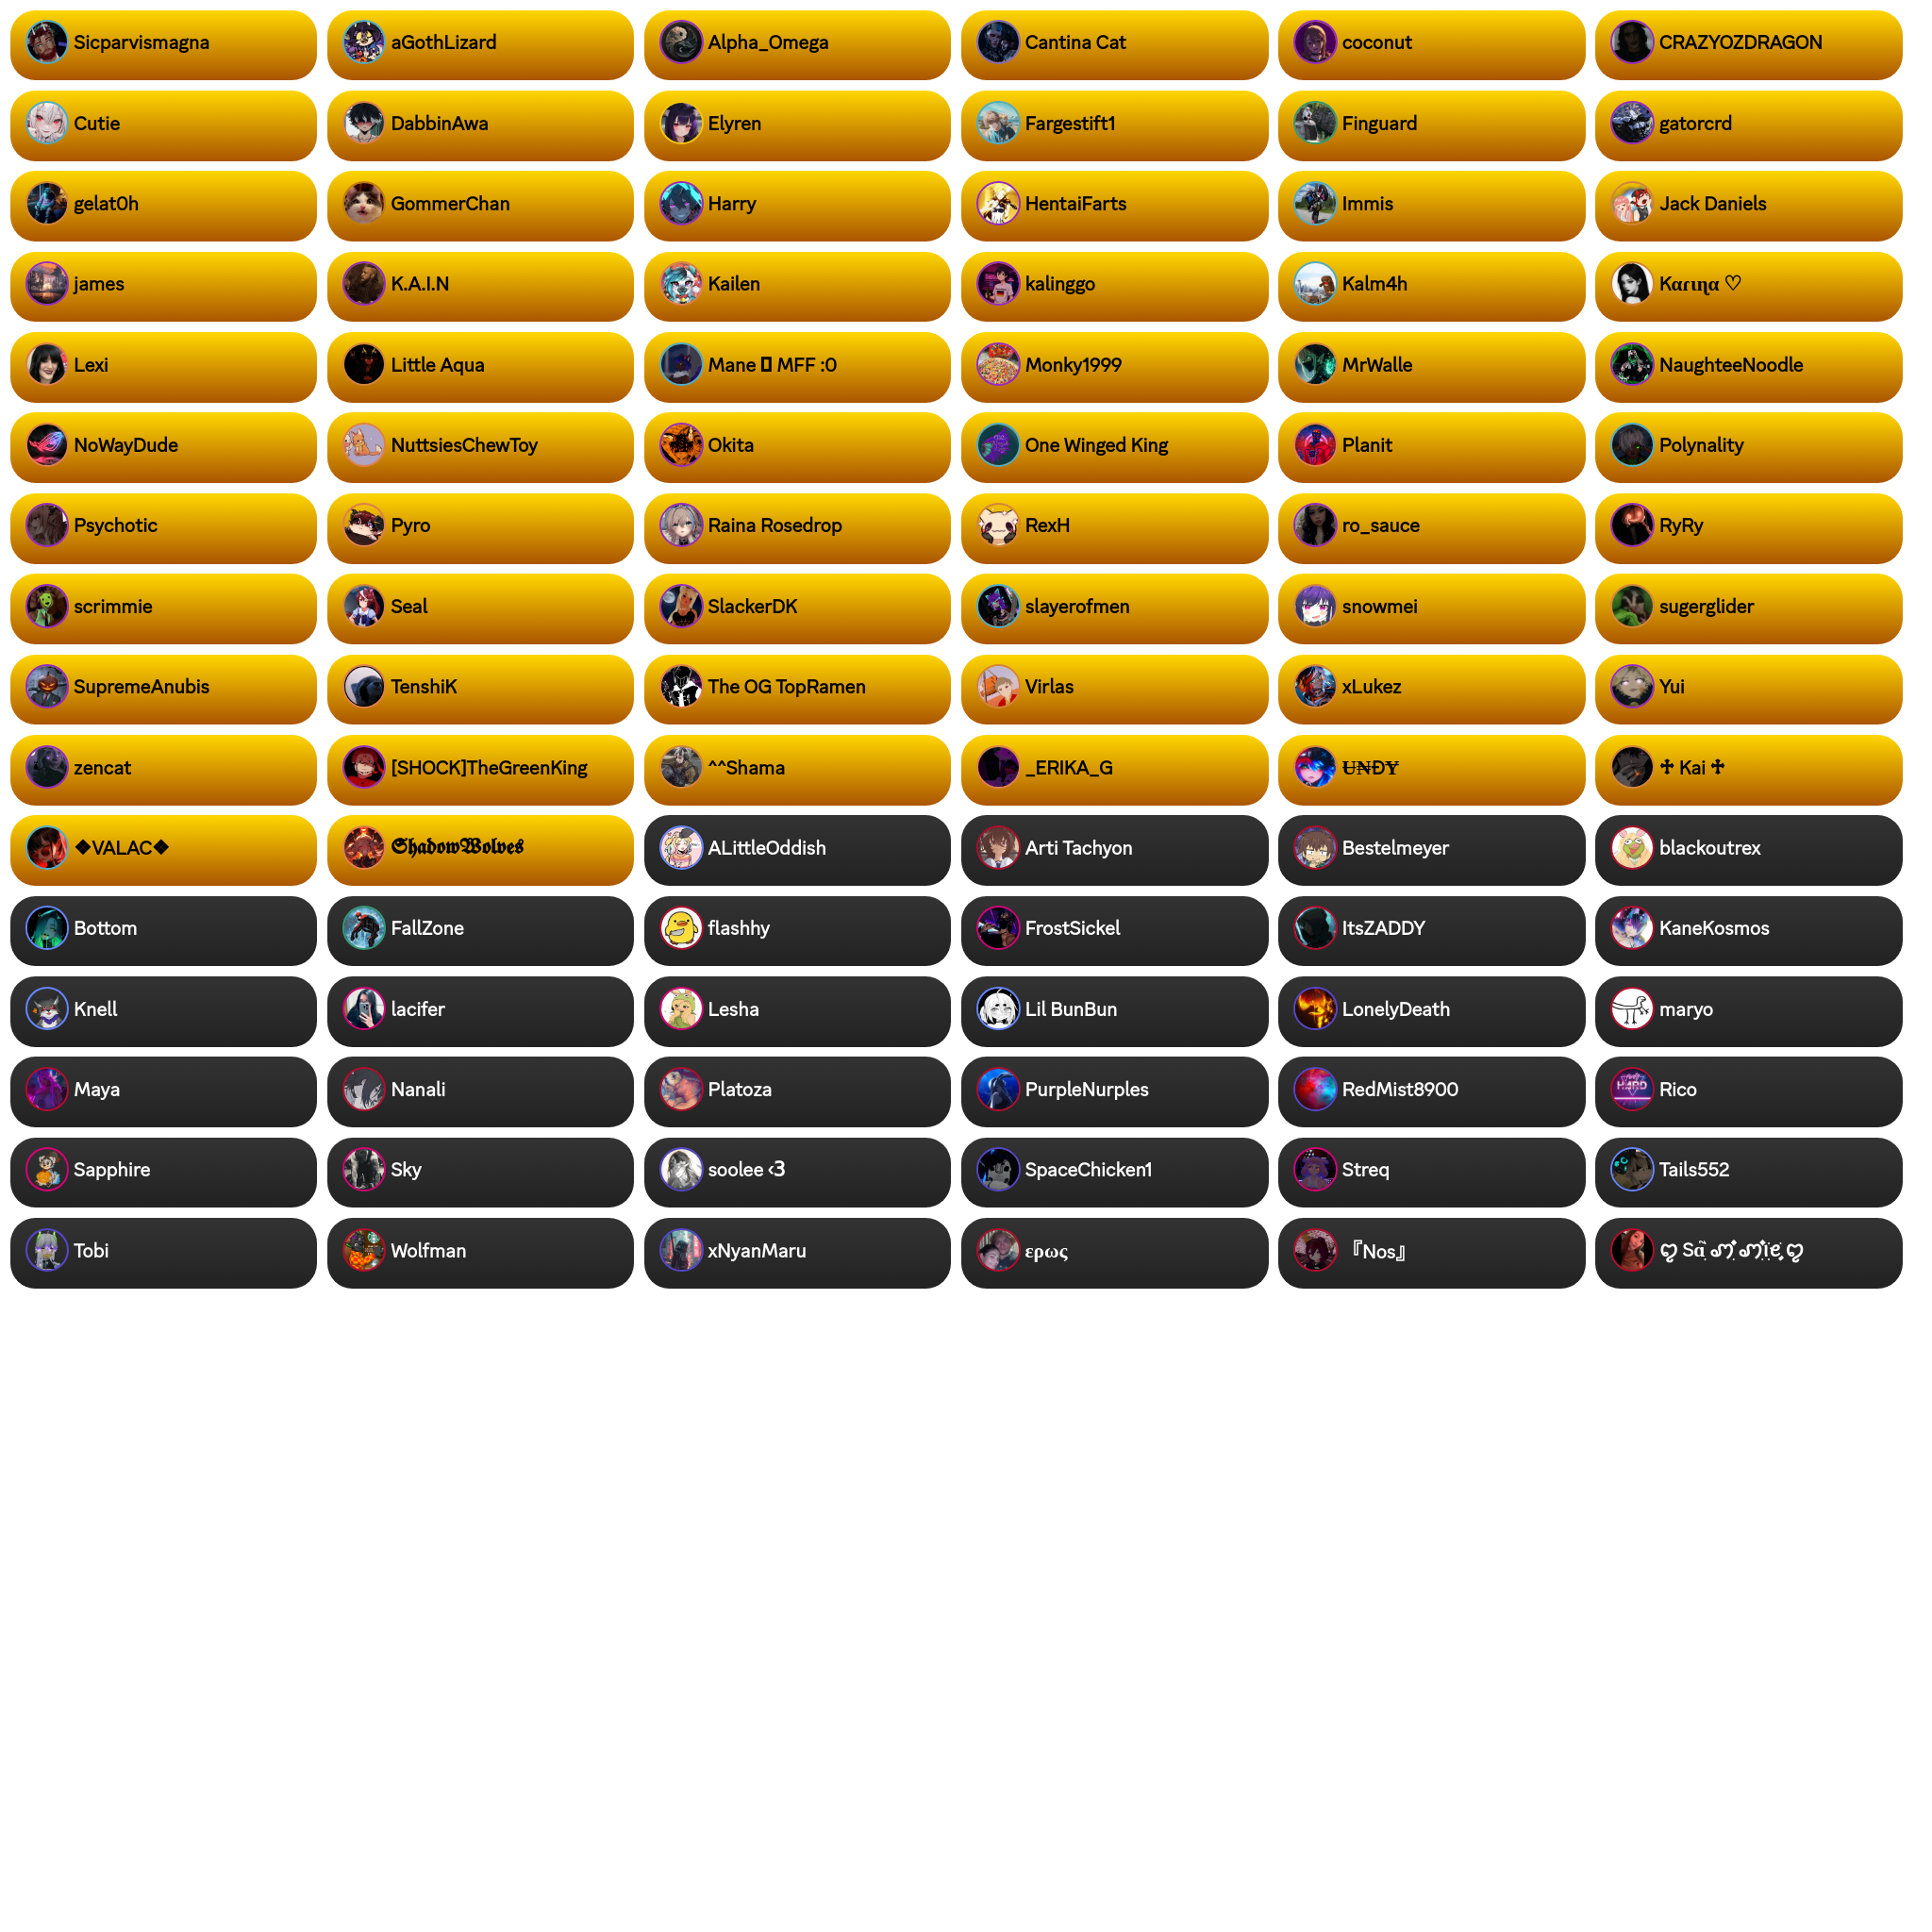 Sicparvismagna aGothLizard Alpha_Omega Cantina Cat coconut CRAZYOZDRAGON
Cutie DabbinAwa Elyren Fargestift1 Finguard gatorcrd
gelat0h GommerChan Harry HentaiFarts Immis Jack Daniels
james K.A.I.N Kailen kalinggo Kalm4h Kαɾιɳα ♡
Lexi Little Aqua Mane MFF :0 Monky1999 MrWalle NaughteeNoodle
NoWayDude NuttsiesChewToy Okita One Winged King Planit Polynality
Psychotic Pyro Raina Rosedrop RexH ro_sauce RyRy
scrimmie Seal SlackerDK slayerofmen snowmei sugerglider
SupremeAnubis TenshiK The OG TopRamen Virlas xLukez Yui
zencat [SHOCK]TheGreenKing ^^Shama _ERIKA_G Ʉ₦ĐɎ ♱ Kai ♱
❖VALAC❖ 𝕾𝖍𝖆𝖉𝖔𝖜𝖂𝖔𝖑𝖛𝖊𝖘 ALittleOddish Arti Tachyon Bestelmeyer blackoutrex
Bottom FallZone flashhy FrostSickel ItsZADDY KaneKosmos
Knell lacifer Lesha Lil BunBun LonelyDeath maryo
Maya Nanali Platoza PurpleNurples RedMist8900 Rico
Sapphire Sky soolee <3 SpaceChicken1 Streq Tails552
Tobi Wolfman xNyanMaru ερως 『Nos』